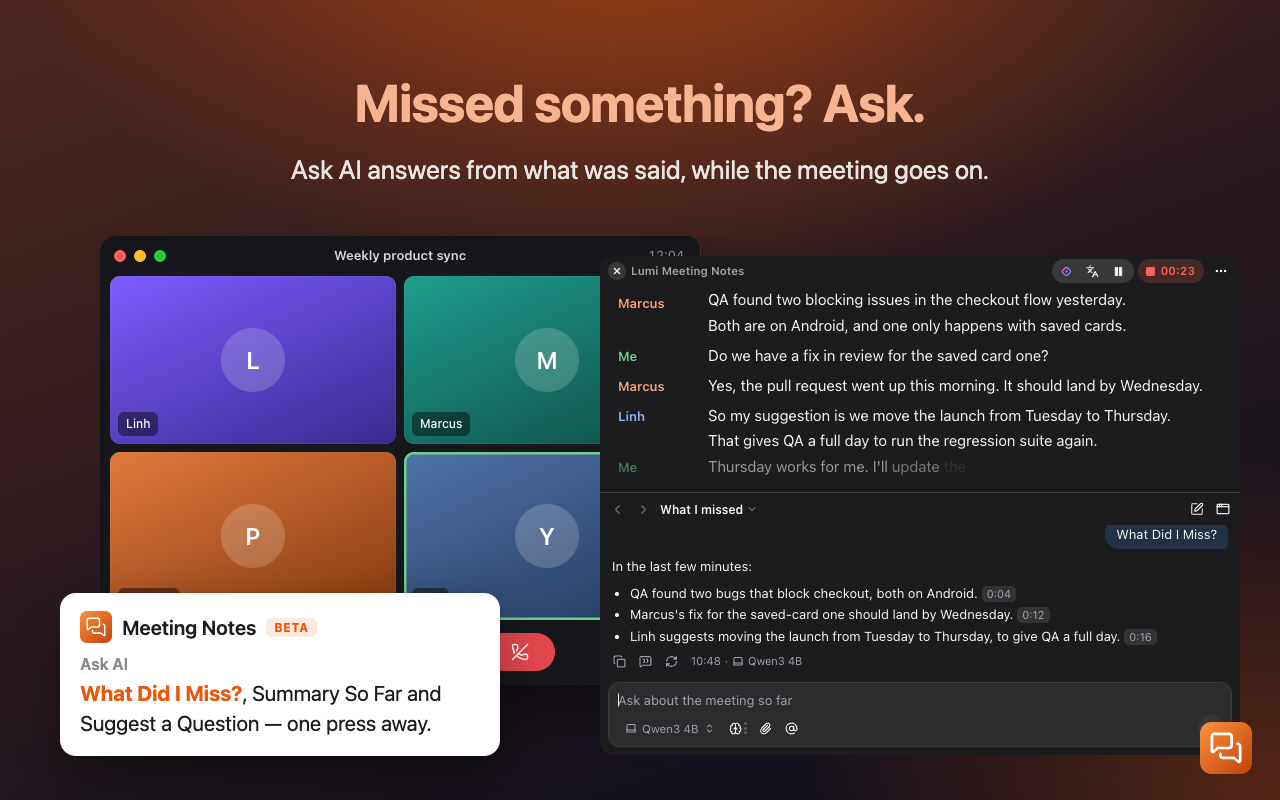 Missed something? Ask.
Ask AI answers from what was said, while the meeting goes on.
Weekly product sync
12:04
L
Linh
M
Marcus
P
Y
Lumi Meeting Notes
00:23
Marcus
QA found two blocking issues in the checkout flow yesterday.
Both are on Android, and one only happens with saved cards.
Me
Do we have a fix in review for the saved card one?
Marcus
Yes, the pull request went up this morning. It should land by Wednesday.
Linh
So my suggestion is we move the launch from Tuesday to Thursday.
That gives QA a full day to run the regression suite again.
Me
Thursday works for me. I'll update the
What I missed
What Did I Miss?
In the last few minutes:
• QA found two bugs that block checkout, both on Android. 0:04
• Marcus's fix for the saved-card one should land by Wednesday. 0:12
• Linh suggests moving the launch from Tuesday to Thursday, to give QA a full day. 0:16
10:48 · Qwen3 4B
Ask about the meeting so far
Qwen3 4B
Meeting Notes BETA
Ask AI
What Did I Miss?, Summary So Far and
Suggest a Question — one press away.